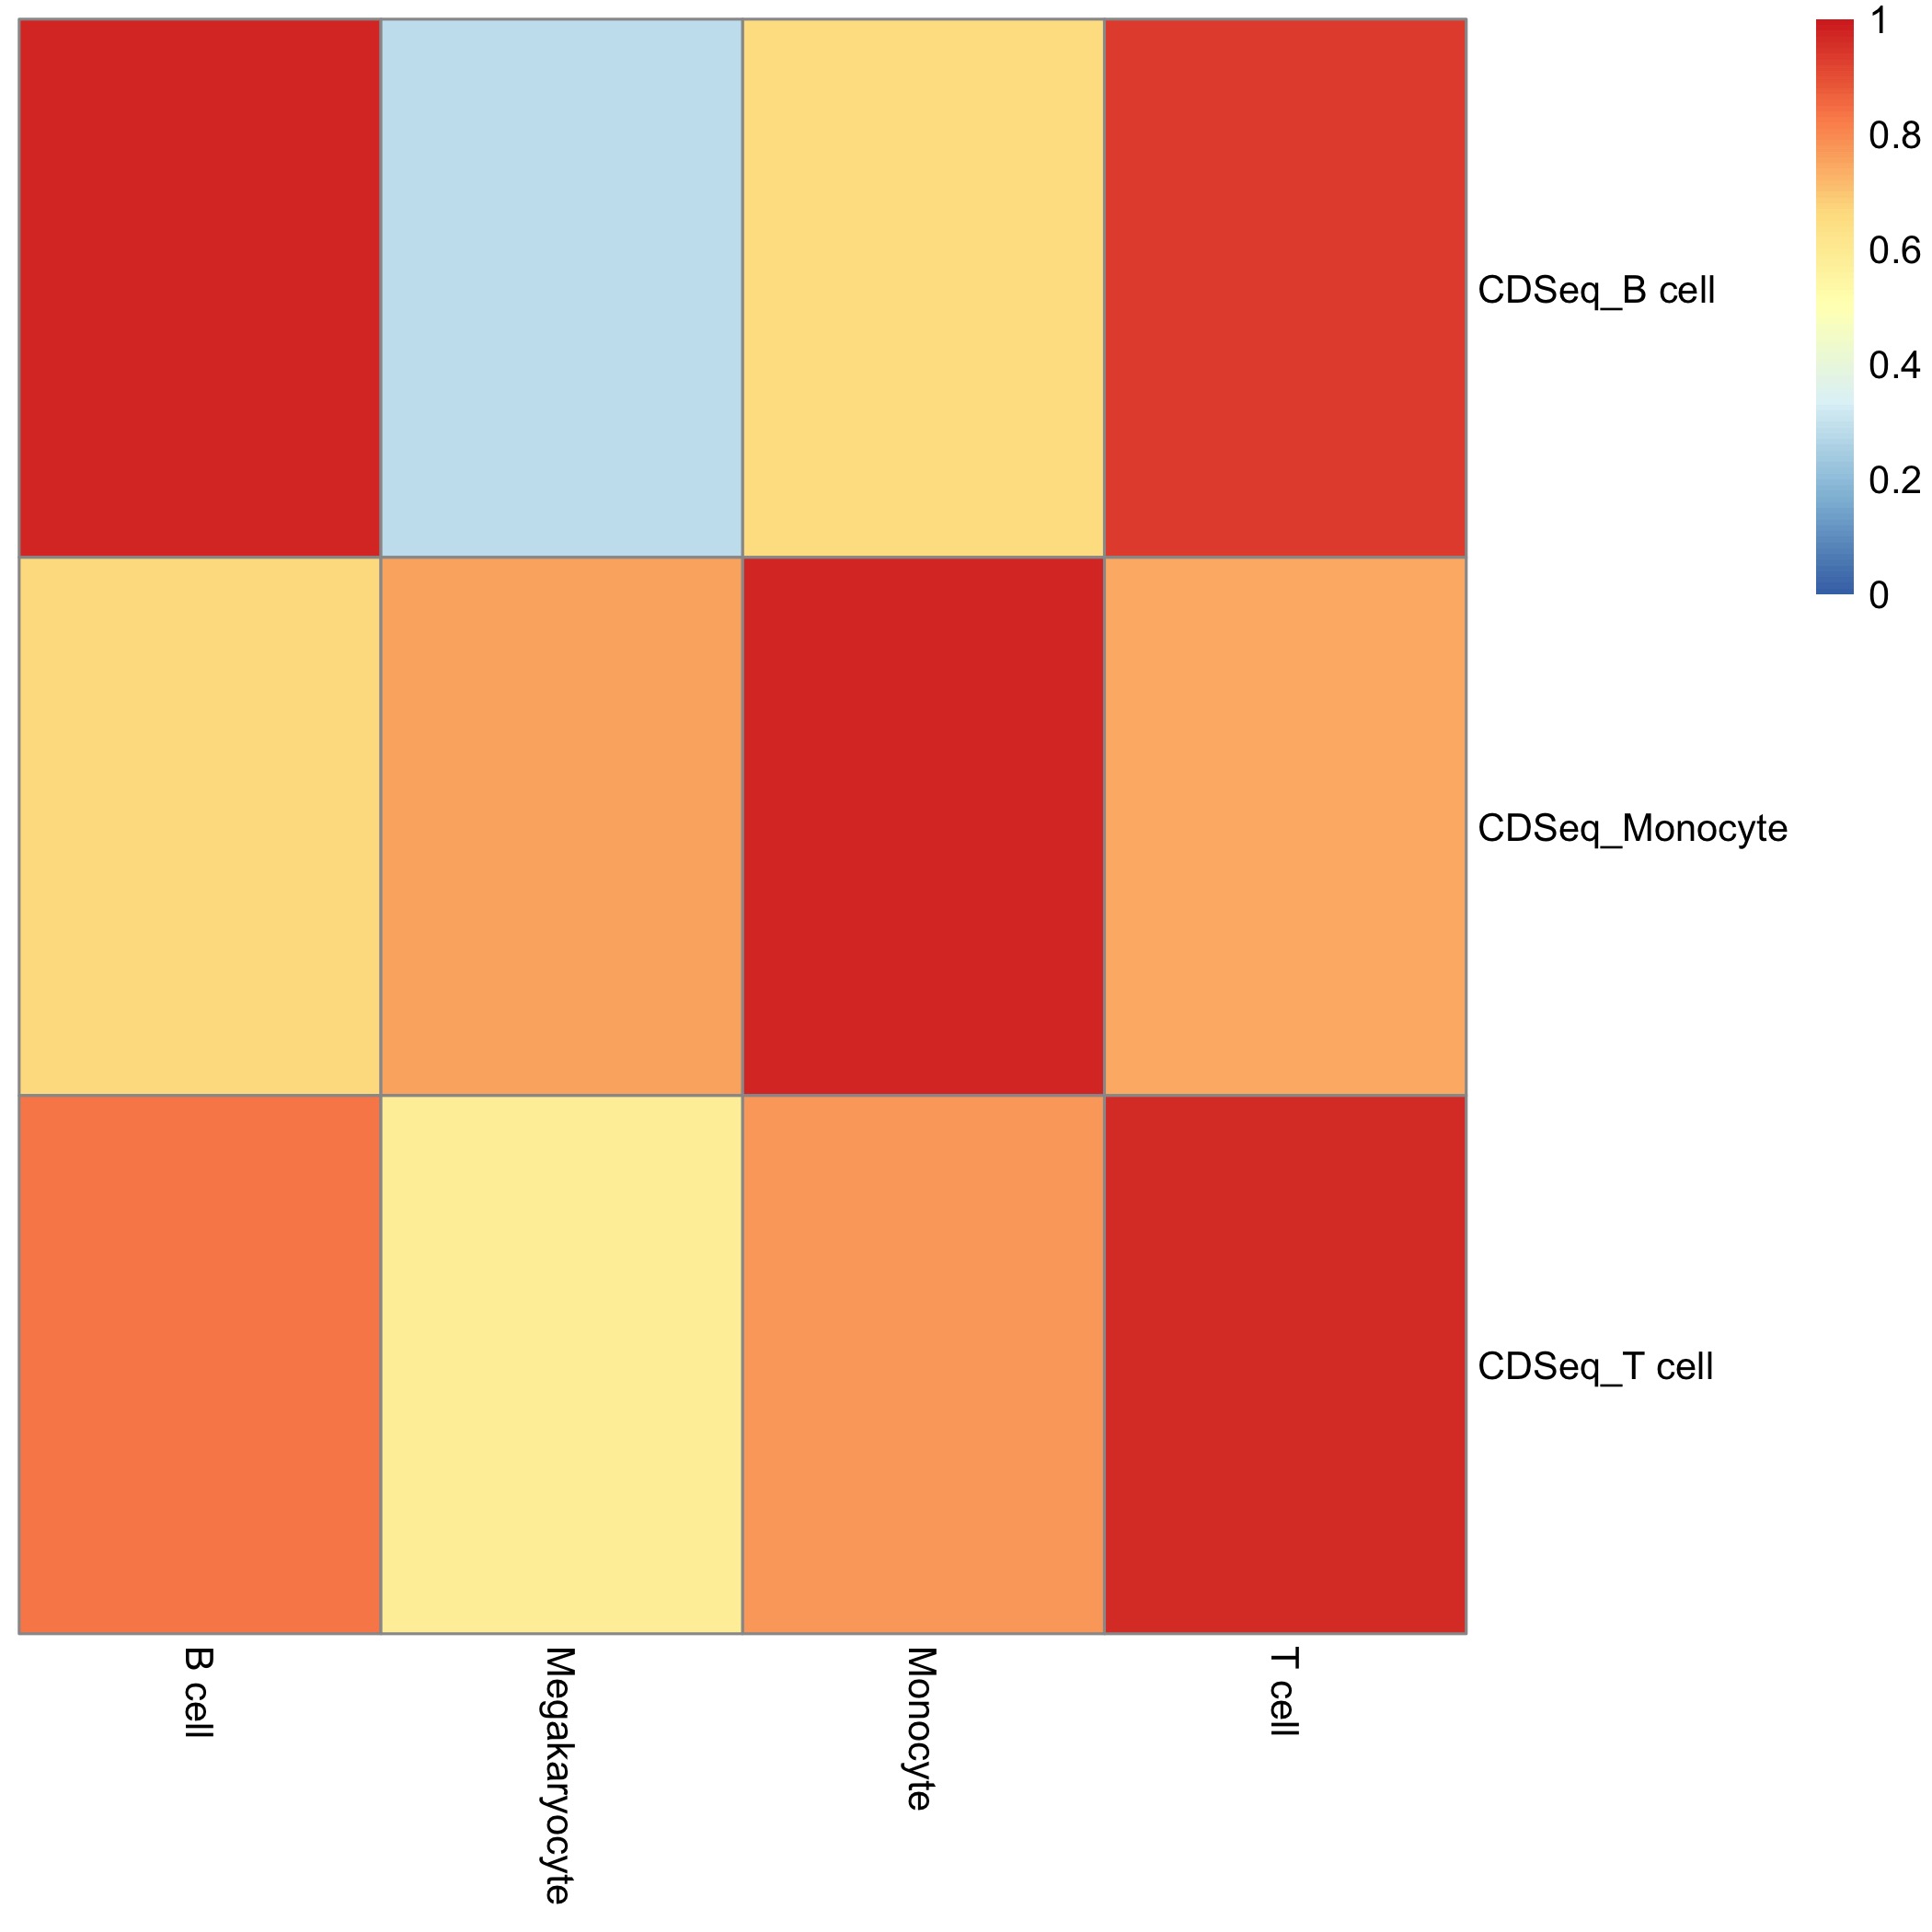 1
0.8
0.6
0.4
0.2
0
CDSeq_B cell
CDSeq_Monocyte
CDSeq_T cell
B cell
Megakaryocyte
Monocyte
T cell